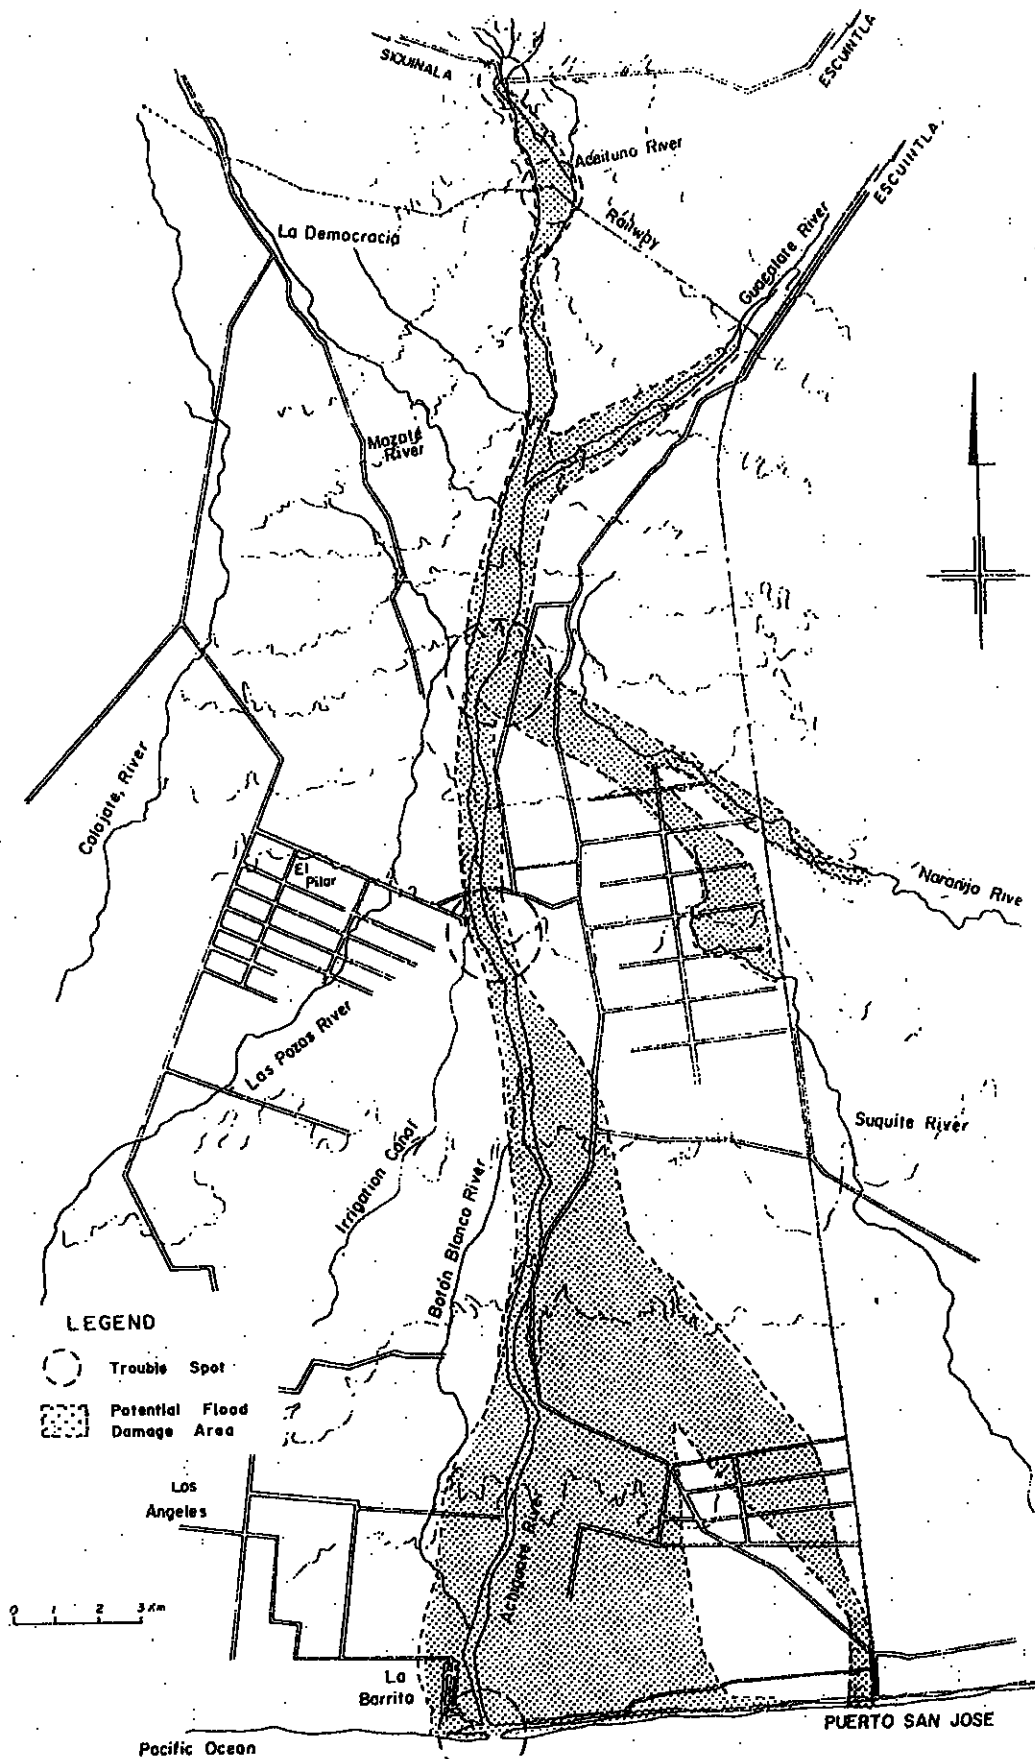 SIQUINALA
ESCUINTLA
Aceituno River
ESCUINTLA
La Democracia
Railway
Guacalate River
Mazate
River
Colojate, River
El
Pilar
Naranjo Rive
Las Pozas River
Suquite River
Irrigation Canal
Botón Blanco River
LEGEND
Trouble Spot
Potential Flood
Damage Area
Los
Angeles
Achiguate River
0 1 2 3 Km
La
Barrita
PUERTO SAN JOSE
Pacific Ocean